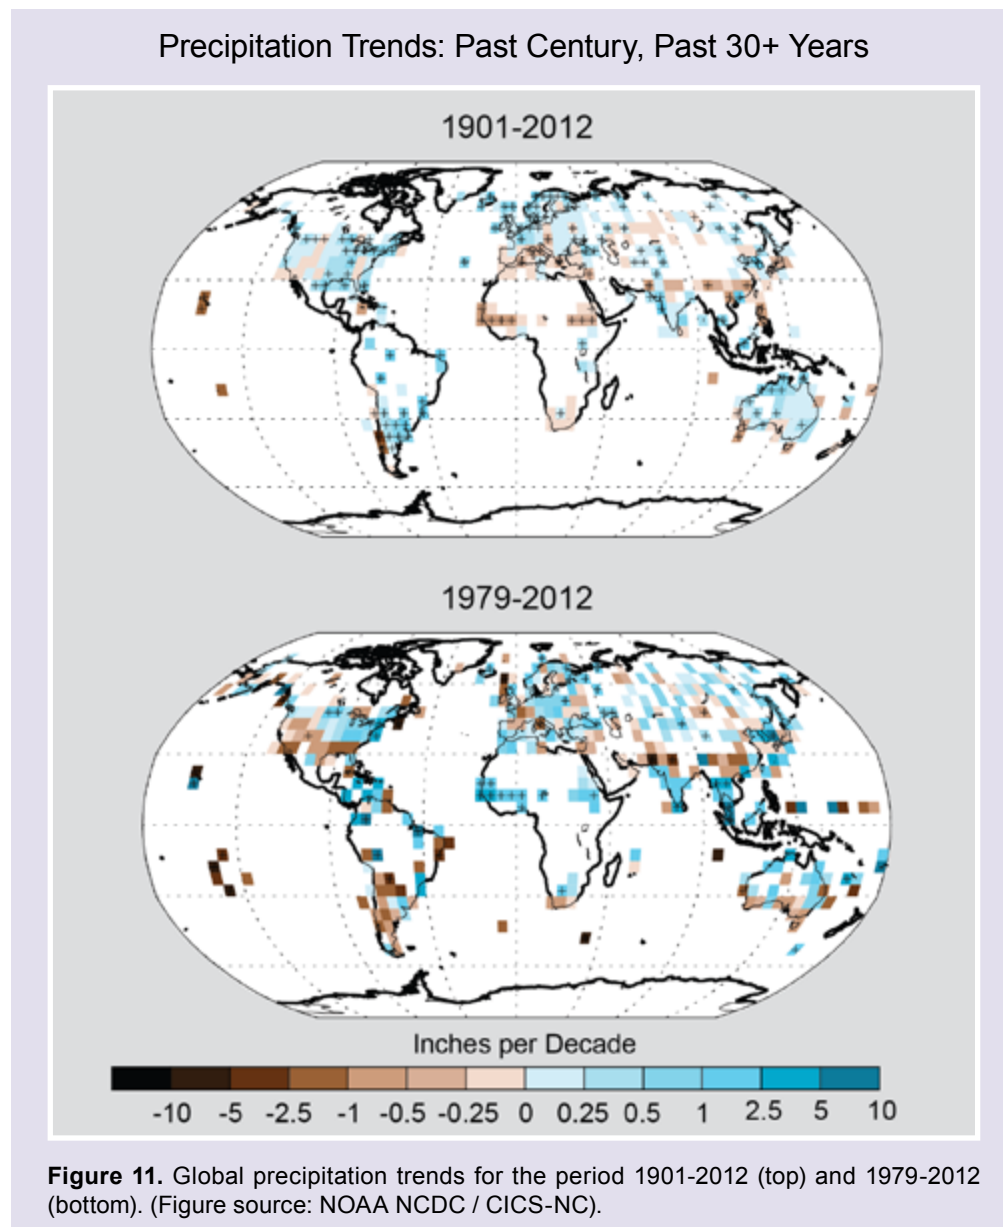 Precipitation Trends: Past Century, Past 30+ Years
1901-2012
1979-2012
Inches per Decade
-10 -5 -2.5 -1 -0.5 -0.25 0 0.25 0.5 1 2.5 5 10
Figure 11. Global precipitation trends for the period 1901-2012 (top) and 1979-2012
(bottom). (Figure source: NOAA NCDC / CICS-NC).